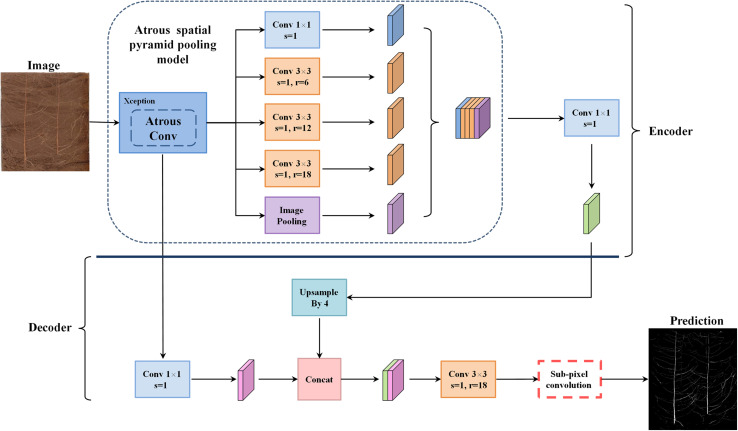 Atrous spatial
pyramid pooling
model
Image
Xception
Atrous
Conv
Conv 1×1
s=1
Conv 3×3
s=1, r=6
Conv 3×3
s=1, r=12
Conv 3×3
s=1, r=18
Image
Pooling
Conv 1×1
s=1
Encoder
Decoder
Upsample
By 4
Conv 1×1
s=1
Concat
Conv 3×3
s=1, r=18
Sub-pixel
convolution
Prediction